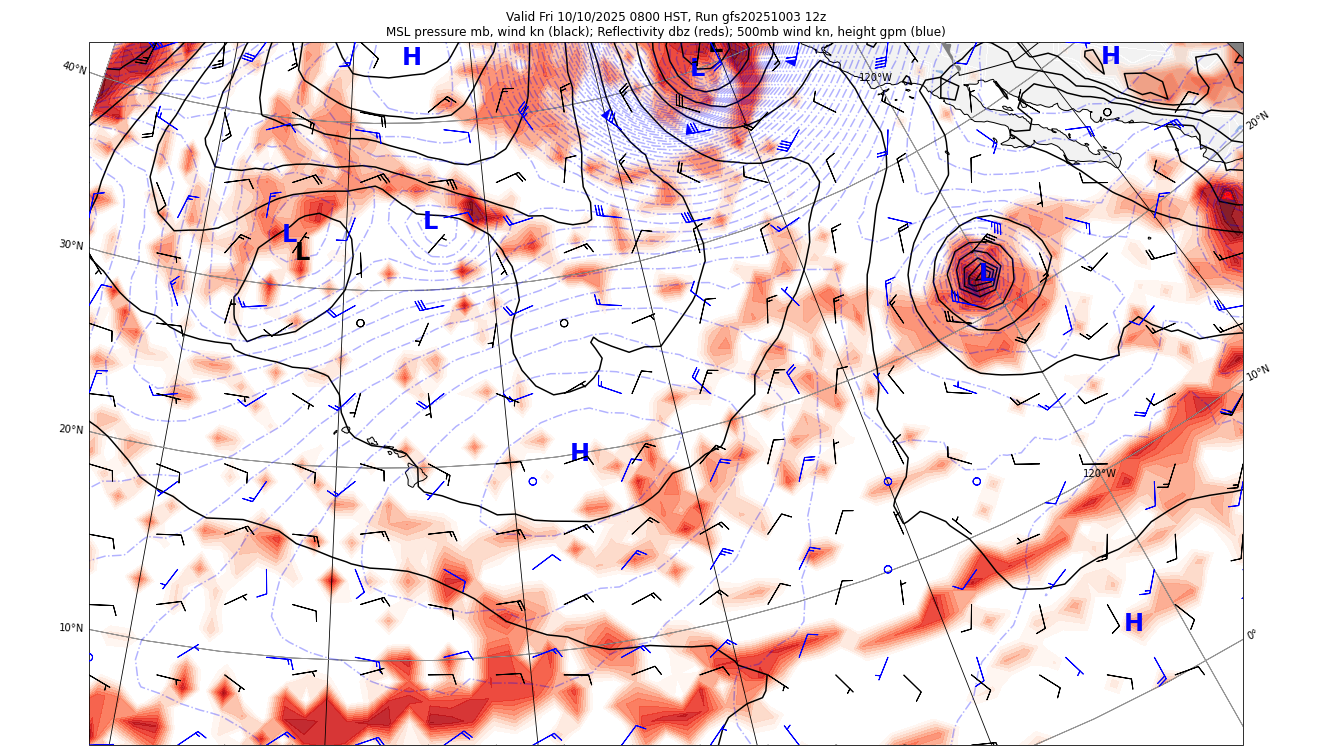 Valid Fri 10/10/2025 0800 HST, Run gfs20251003 12z
MSL pressure mb, wind kn (black); Reflectivity dbz (reds); 500mb wind kn, height gpm (blue)
L
H
H
L
40°N
120°W
20°N
L
L
30°N
L
L
10°N
20°N
H
120°W
10°N
H
0°